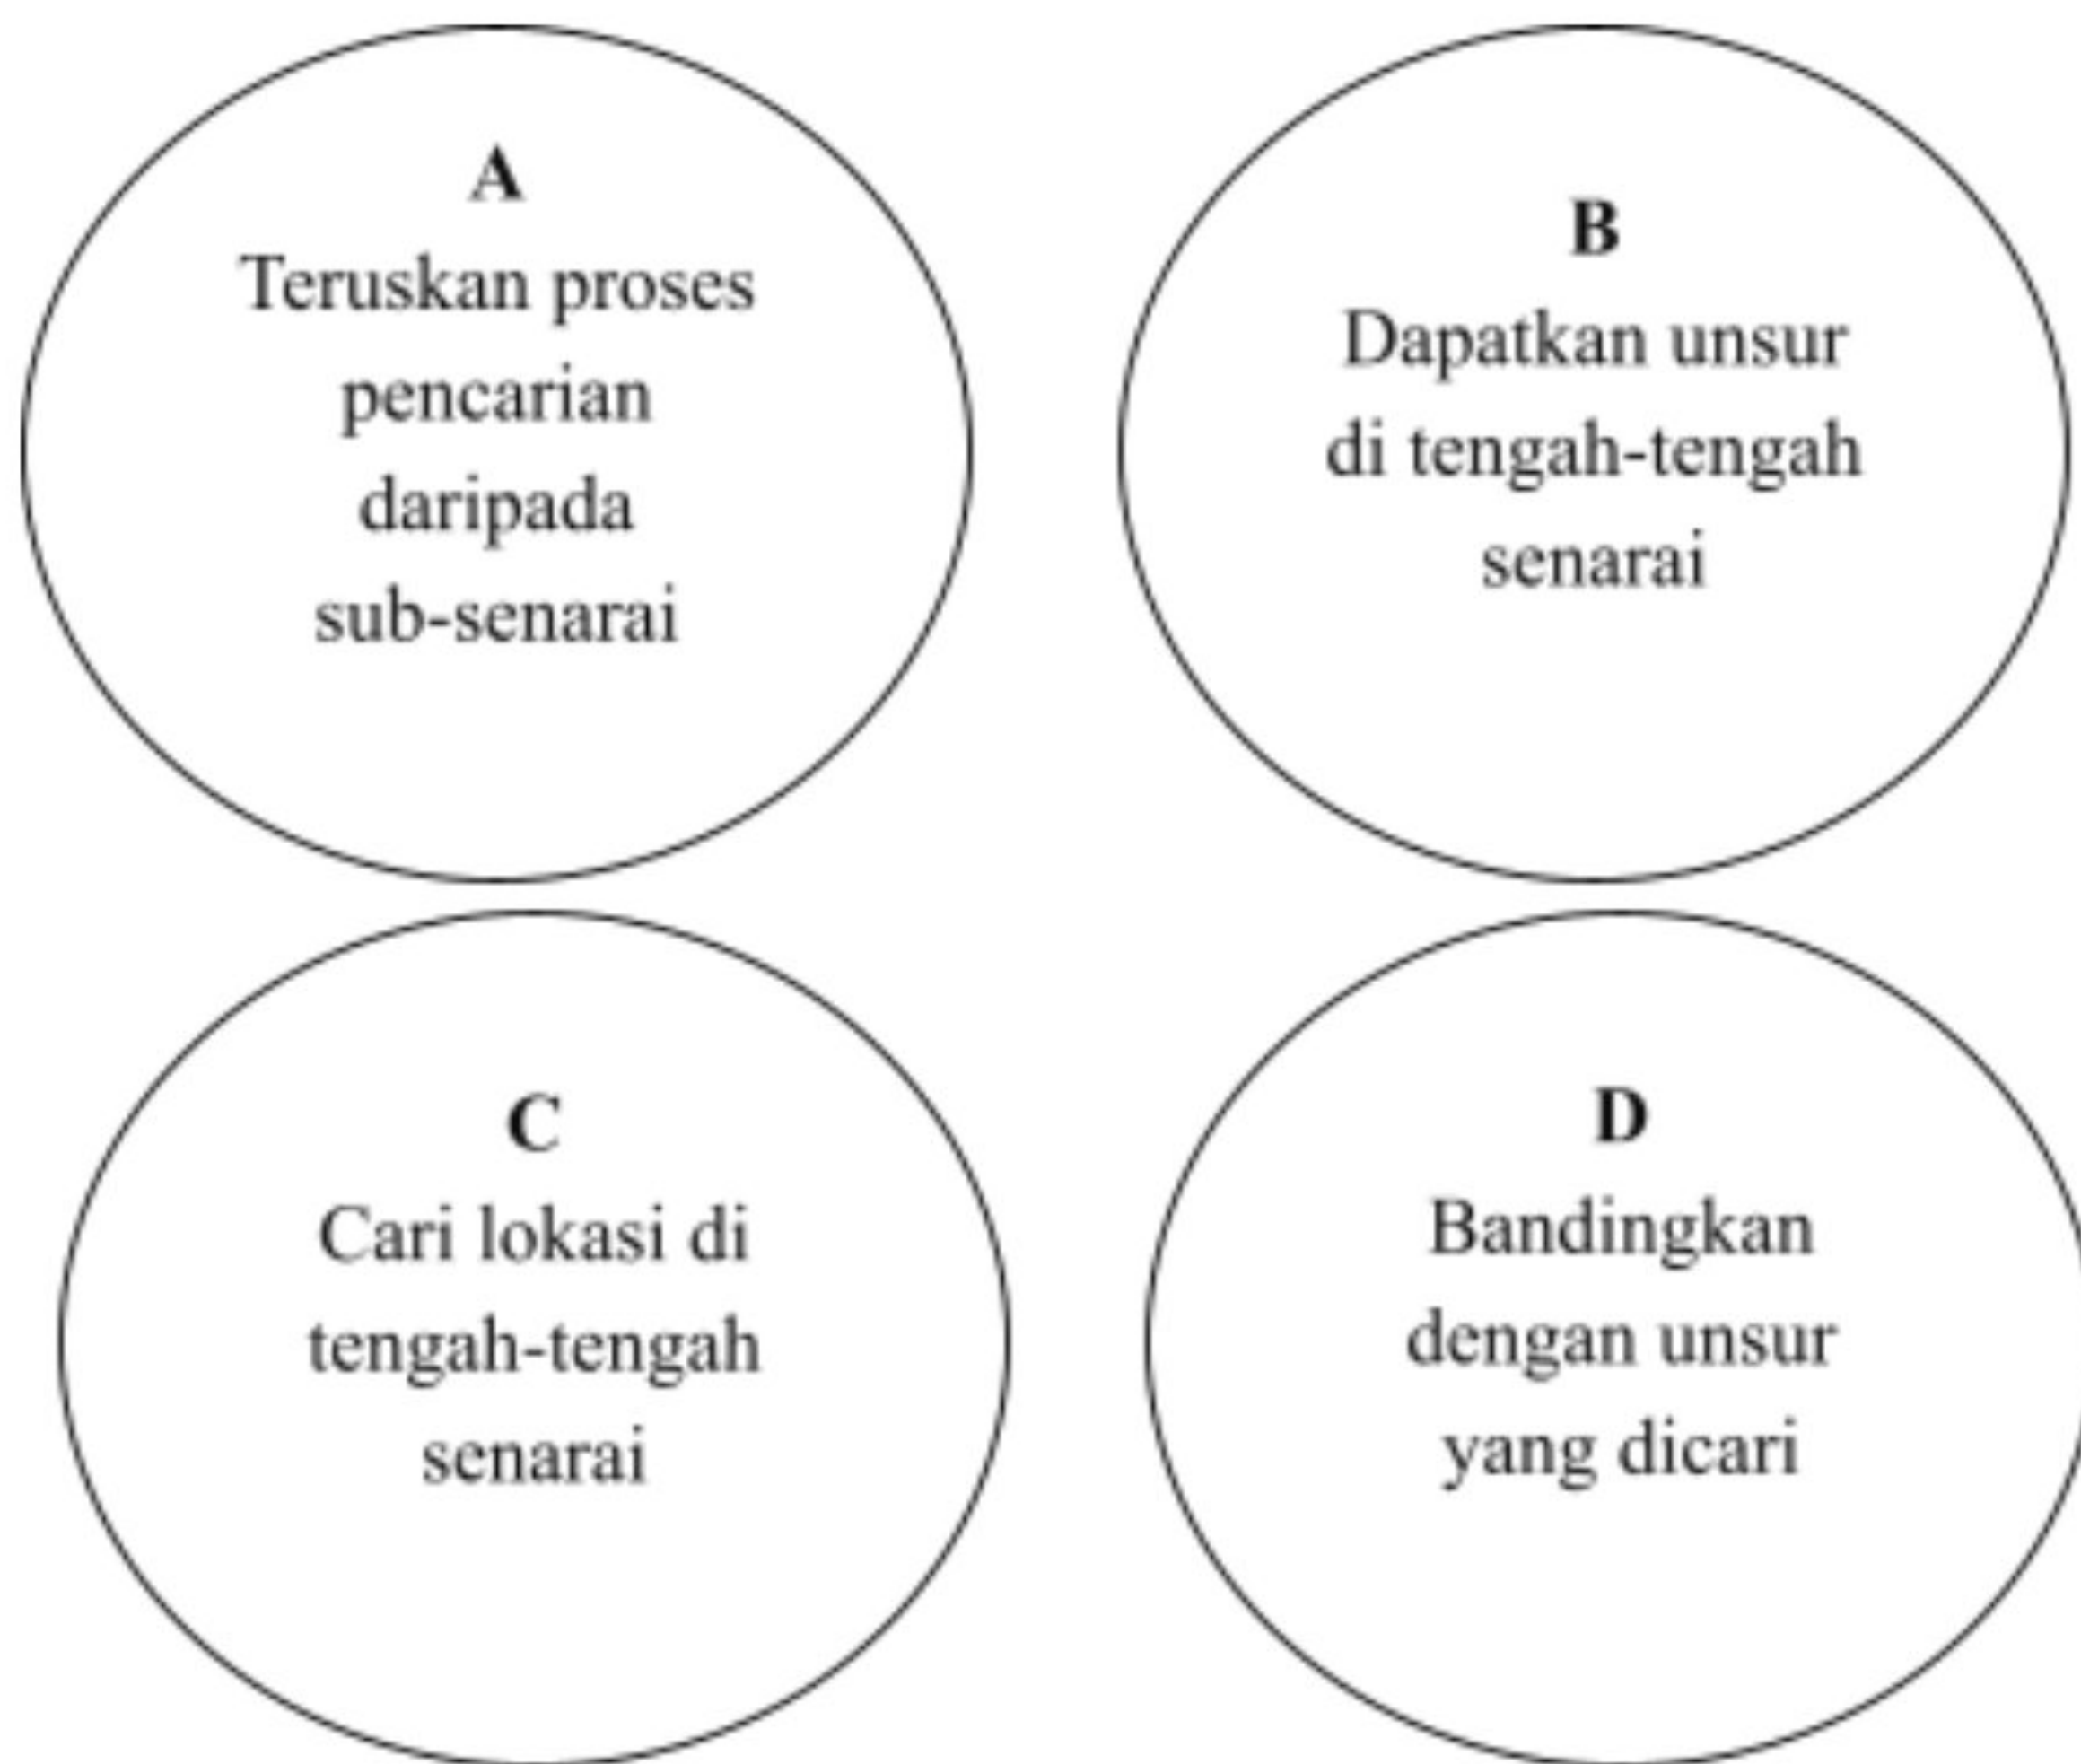 A
Teruskan proses
pencarian
daripada
sub-senarai
B
Dapatkan unsur
di tengah-tengah
senarai
C
Cari lokasi di
tengah-tengah
senarai
D
Bandingkan
dengan unsur
yang dicari